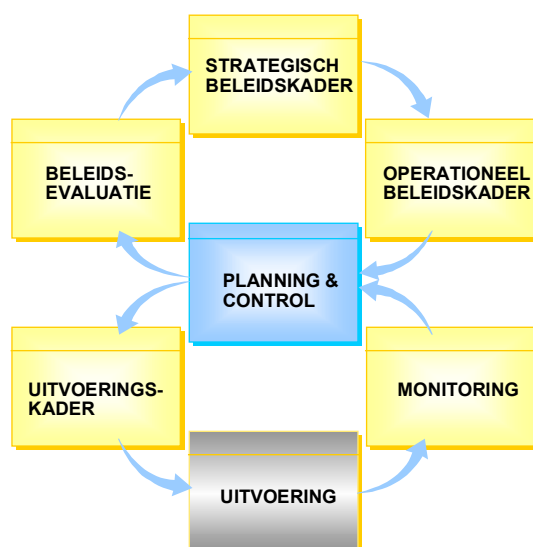 STRATEGISCH
BELEIDSKADER
BELEIDS-
EVALUATIE
OPERATIONEEL
BELEIDSKADER
PLANNING &
CONTROL
UITVOERINGS-
KADER
MONITORING
UITVOERING